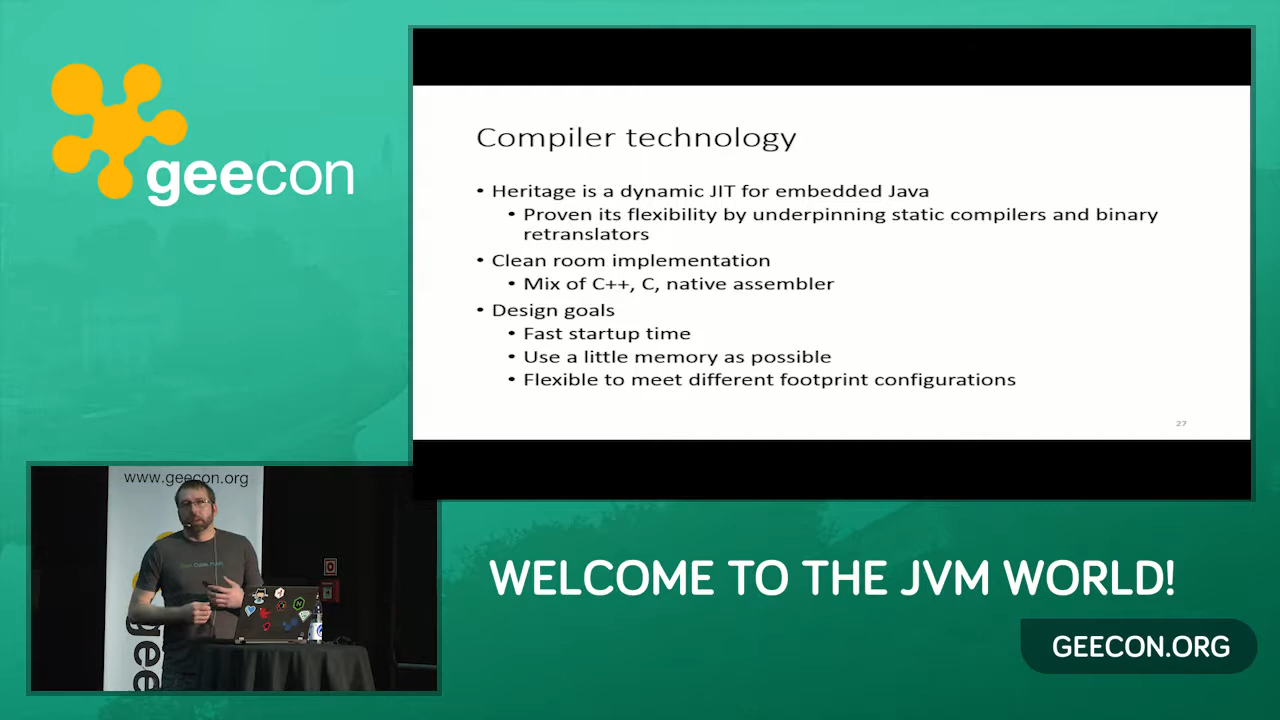 geecon
Compiler technology
• Heritage is a dynamic JIT for embedded Java
• Proven its flexibility by underpinning static compilers and binary
retranslators
• Clean room implementation
• Mix of C++, C, native assembler
• Design goals
• Fast startup time
• Use a little memory as possible
• Flexible to meet different footprint configurations
27
www.geecon.org
gee
WELCOME TO THE JVM WORLD!
GEECON.ORG